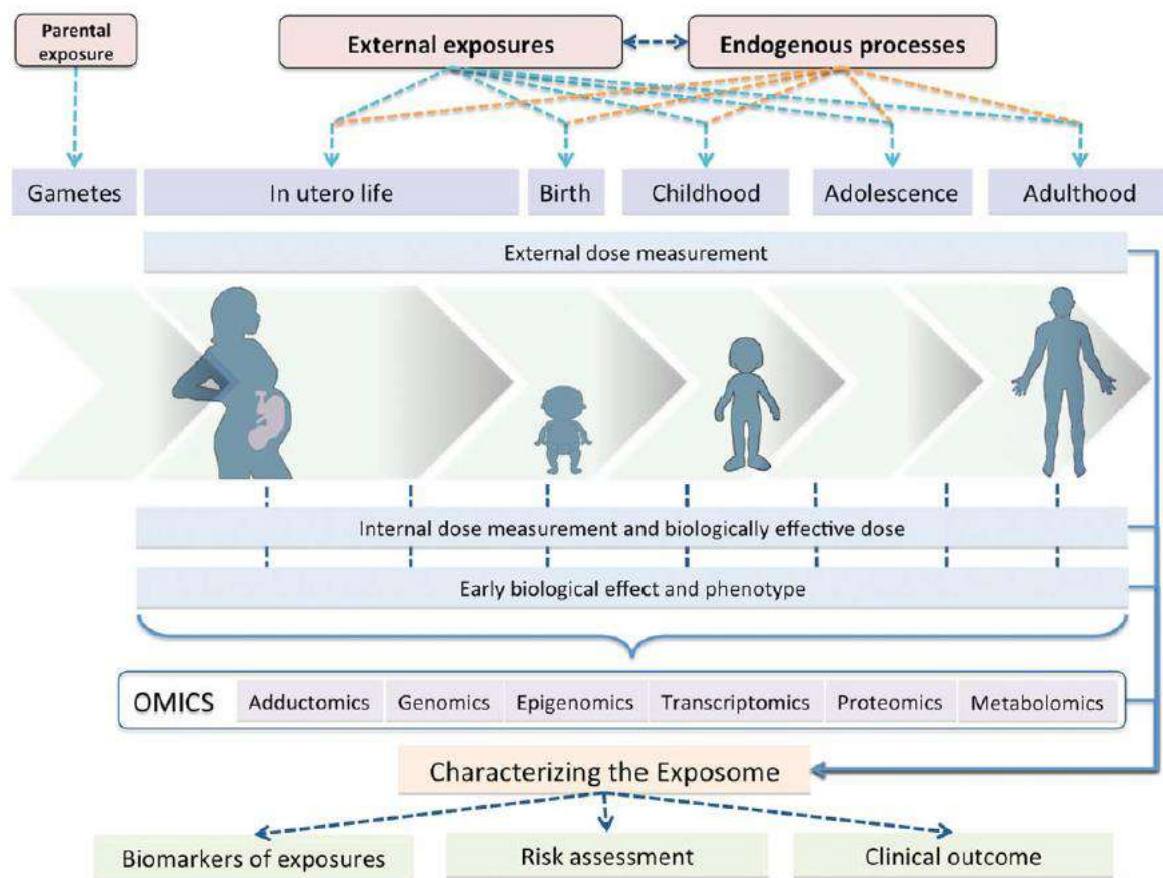 Parental
exposure
External exposures
Endogenous processes
Gametes
In utero life
Birth
Childhood
Adolescence
Adulthood
External dose measurement
Internal dose measurement and biologically effective dose
Early biological effect and phenotype
OMICS
Adductomics
Genomics
Epigenomics
Transcriptomics
Proteomics
Metabolomics
Characterizing the Exposome
Biomarkers of exposures
Risk assessment
Clinical outcome